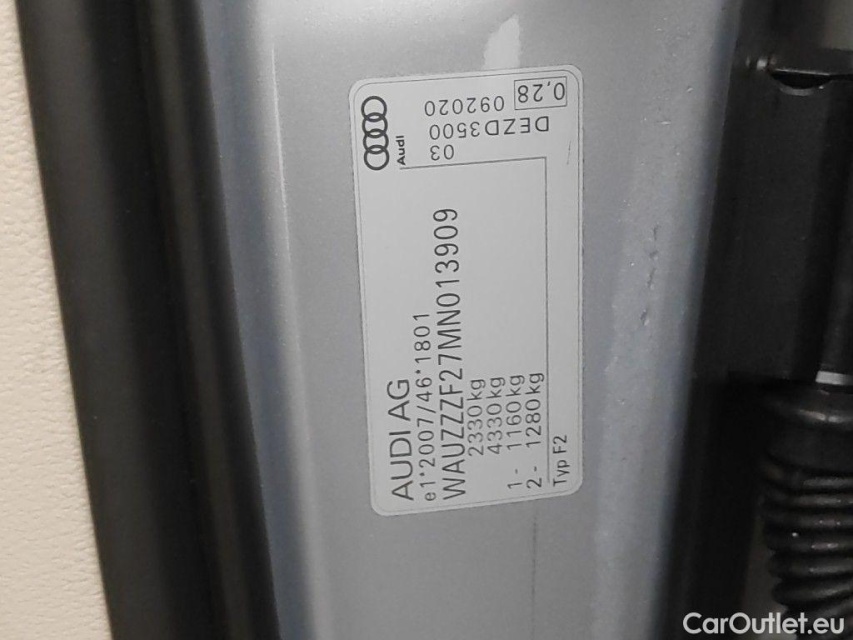 AUDI AG
e1*2007/46*1801
WAUZZZF27MN013909
2330kg
4330kg
1 - 1160kg
2 - 1280kg
Typ F2
Audi
03
DEZD3500
092020
0,28
CarOutlet.eu